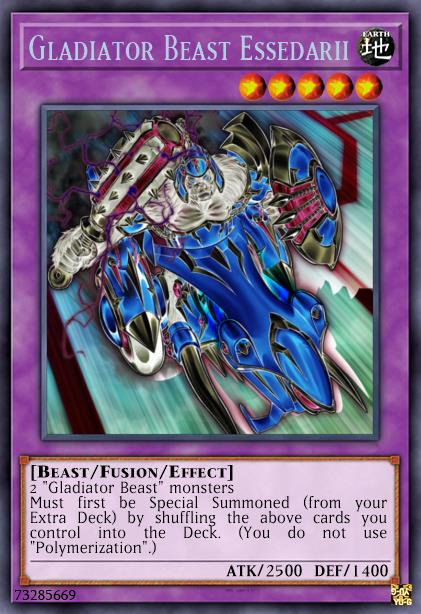 GLADIATOR BEAST ESSEDARII
EARTH
地
[BEAST/FUSION/EFFECT]
2 "Gladiator Beast" monsters
Must first be Special Summoned (from your
Extra Deck) by shuffling the above cards you
control into the Deck. (You do not use
"Polymerization".)
ATK/2500 DEF/1400
73285669